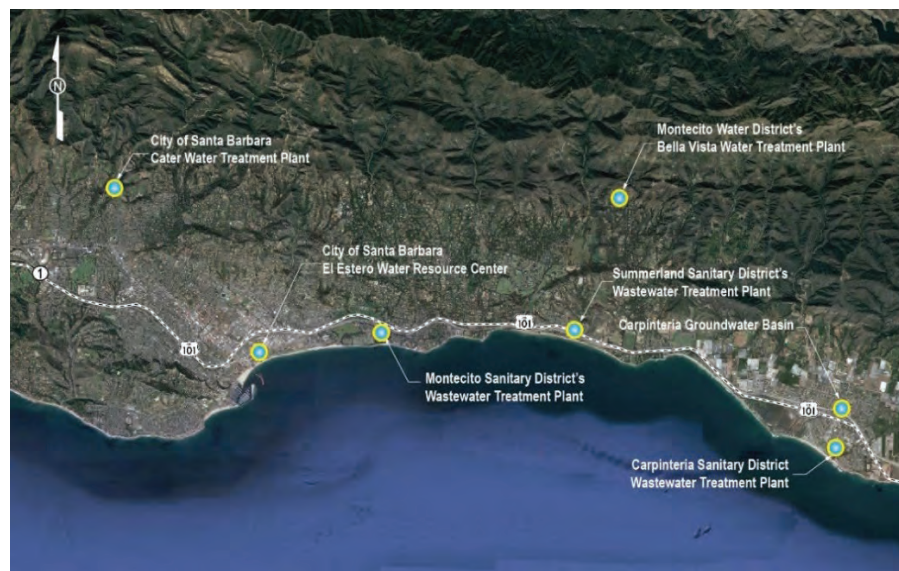 N
City of Santa Barbara
Cater Water Treatment Plant
Montecito Water District's
Bella Vista Water Treatment Plant
City of Santa Barbara
El Estero Water Resource Center
1
Summerland Sanitary District's
Wastewater Treatment Plant
101
Carpinteria Groundwater Basin
101
Montecito Sanitary District's
Wastewater Treatment Plant
101
Carpinteria Sanitary District
Wastewater Treatment Plant